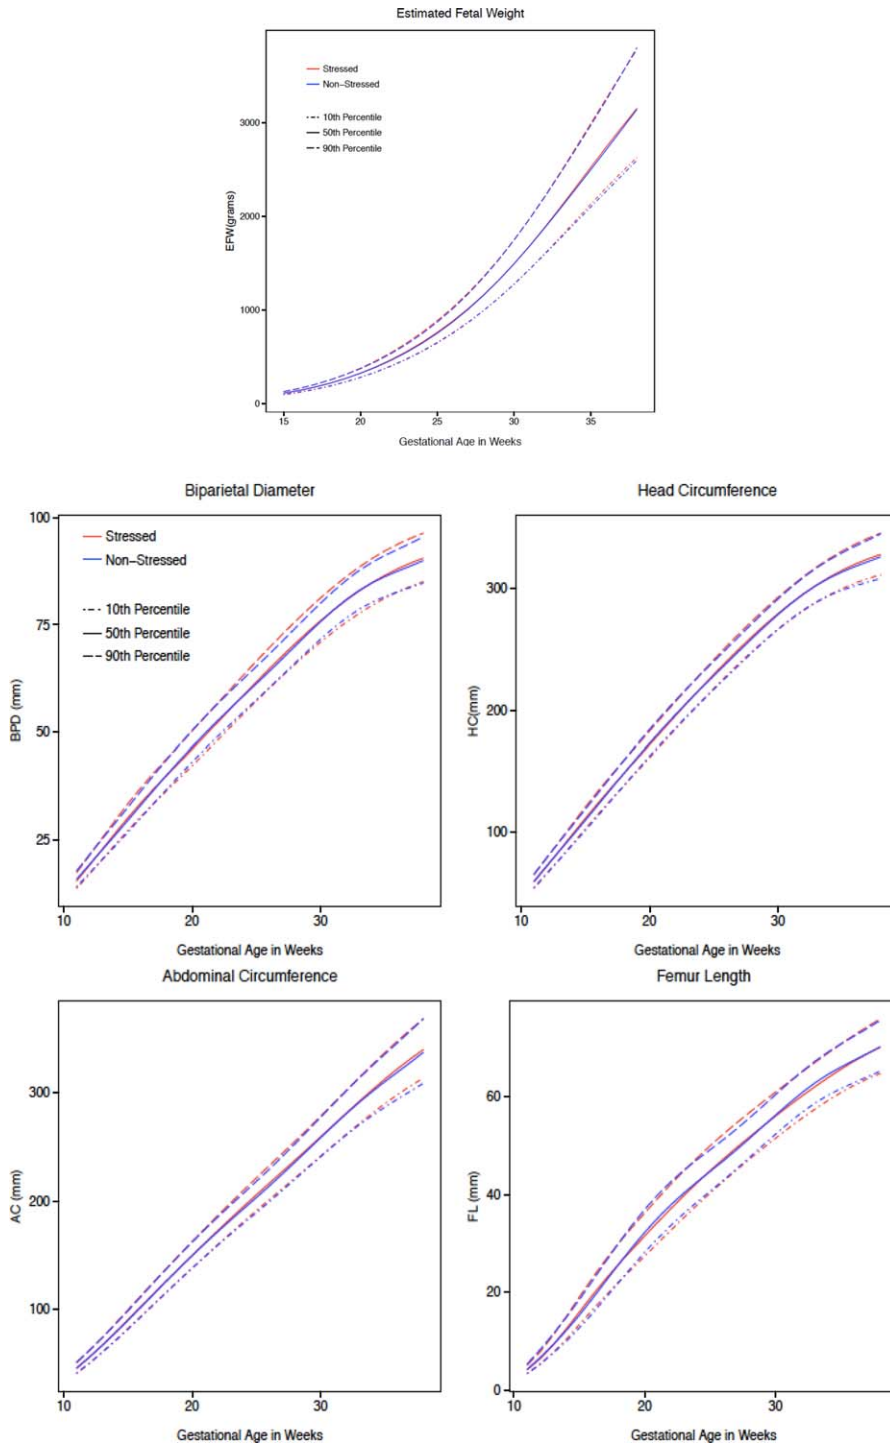 Estimated Fetal Weight
Stressed
Non-Stressed
10th Percentile
50th Percentile
90th Percentile
EFW(grams)
3000
2000
1000
0
15 20 25 30 35
Gestational Age in Weeks
Biparietal Diameter
100
75
50
25
BPD (mm)
Stressed
Non-Stressed
10th Percentile
50th Percentile
90th Percentile
10 20 30
Gestational Age in Weeks
Head Circumference
300
200
100
HC(mm)
10 20 30
Gestational Age in Weeks
Abdominal Circumference
300
200
100
AC (mm)
10 20 30
Gestational Age in Weeks
Femur Length
60
40
20
0
FL (mm)
10 20 30
Gestational Age in Weeks